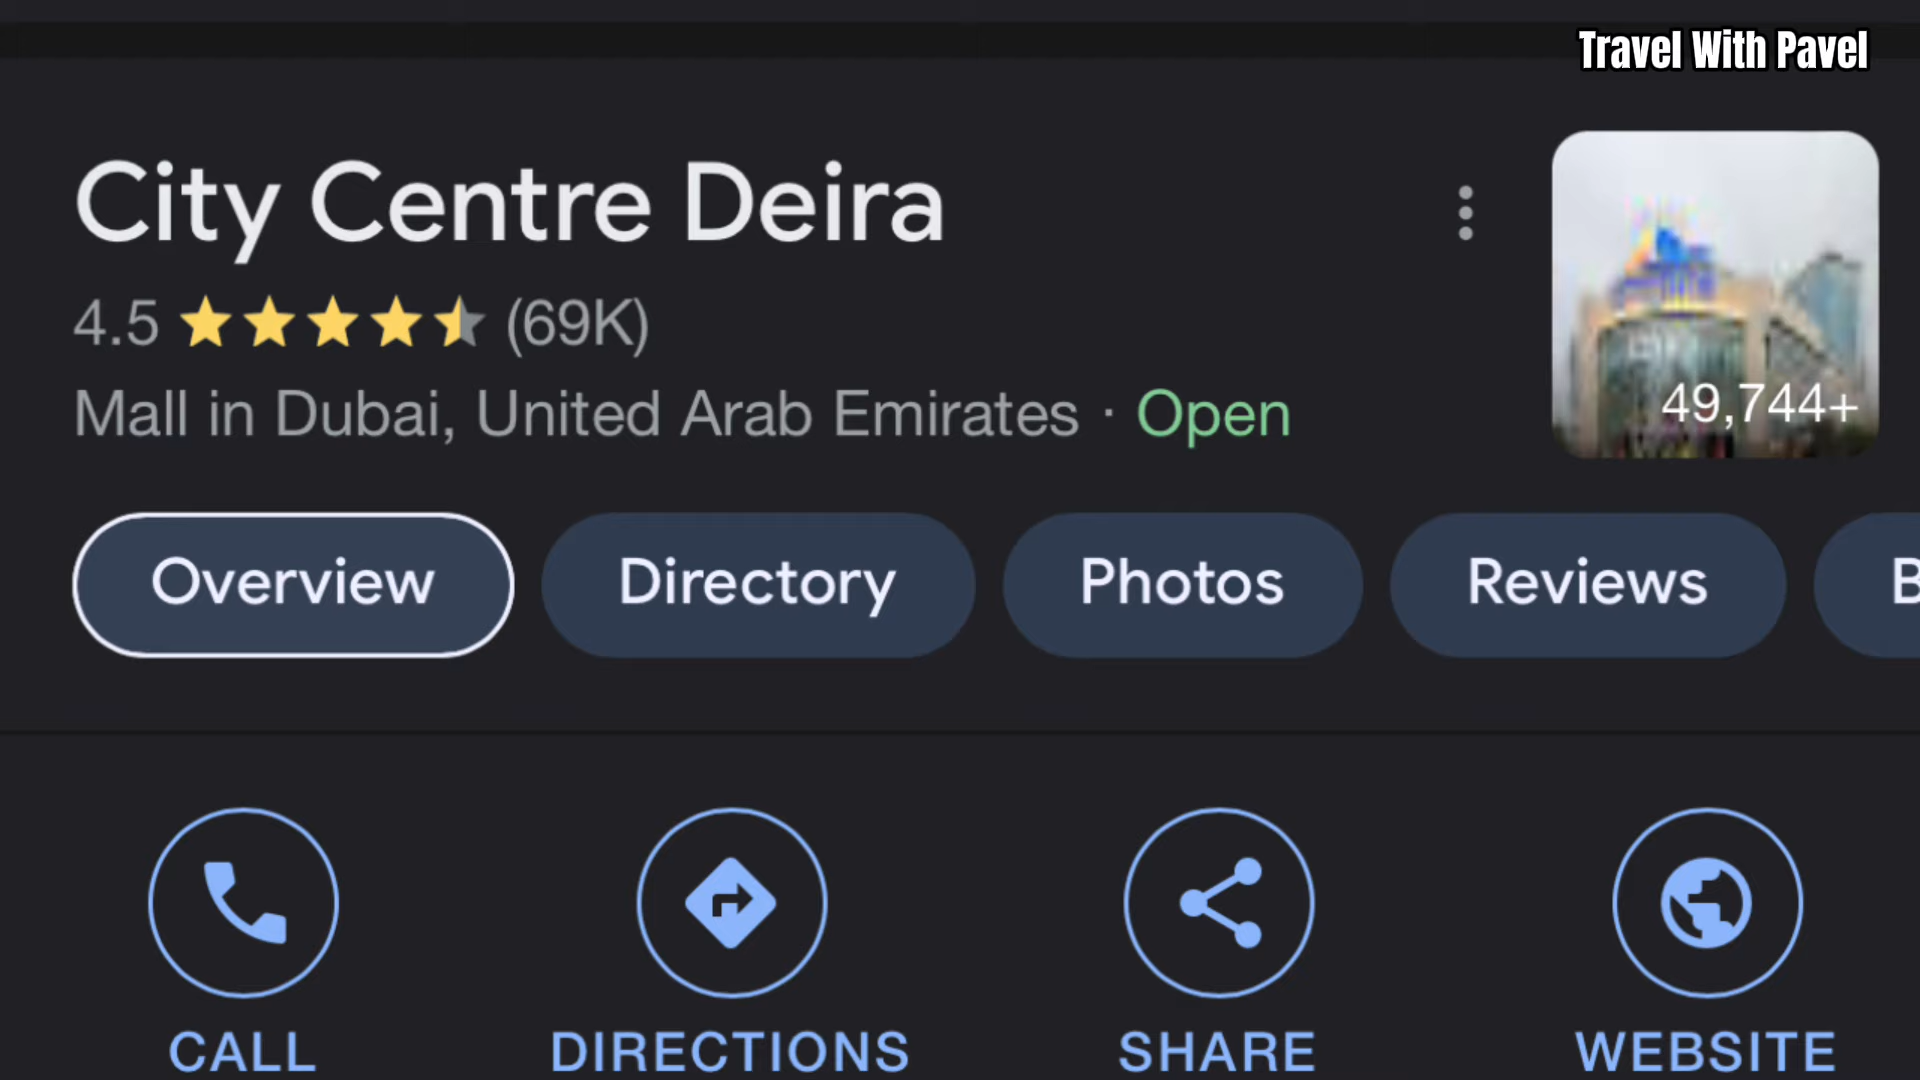 Travel With Pavel
City Centre Deira
4.5 (69K)
Mall in Dubai, United Arab Emirates · Open
49,744+
Overview
Directory
Photos
Reviews
CALL
DIRECTIONS
SHARE
WEBSITE